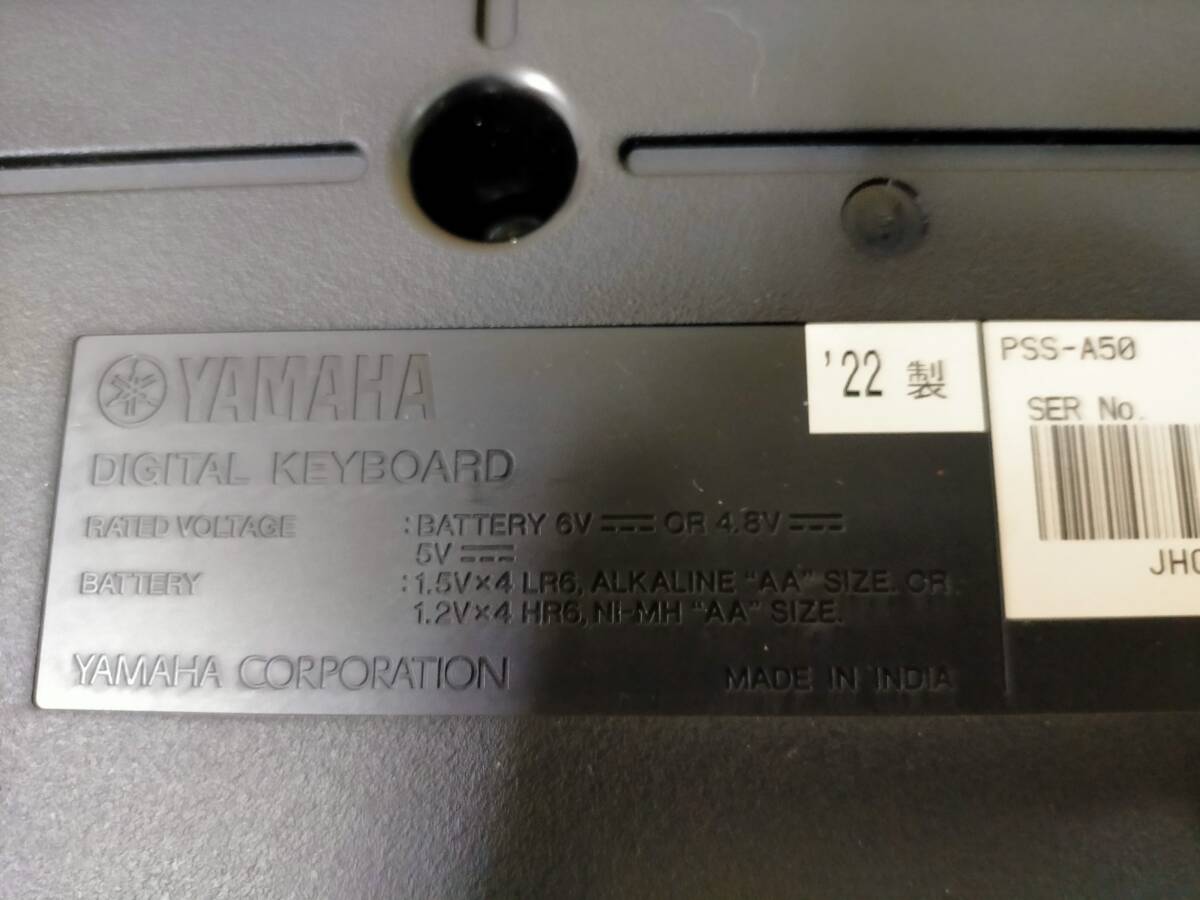 YAMAHA
DIGITAL KEYBOARD
RATED VOLTAGE :BATTERY 6V OR 4.8V
5V
BATTERY :1.5V×4 LR6, ALKALINE "AA" SIZE. OR.
1.2V×4 HR6, NI-MH "AA" SIZE.
YAMAHA CORPORATION MADE IN INDIA
'22 製
PSS-A50
SER No.